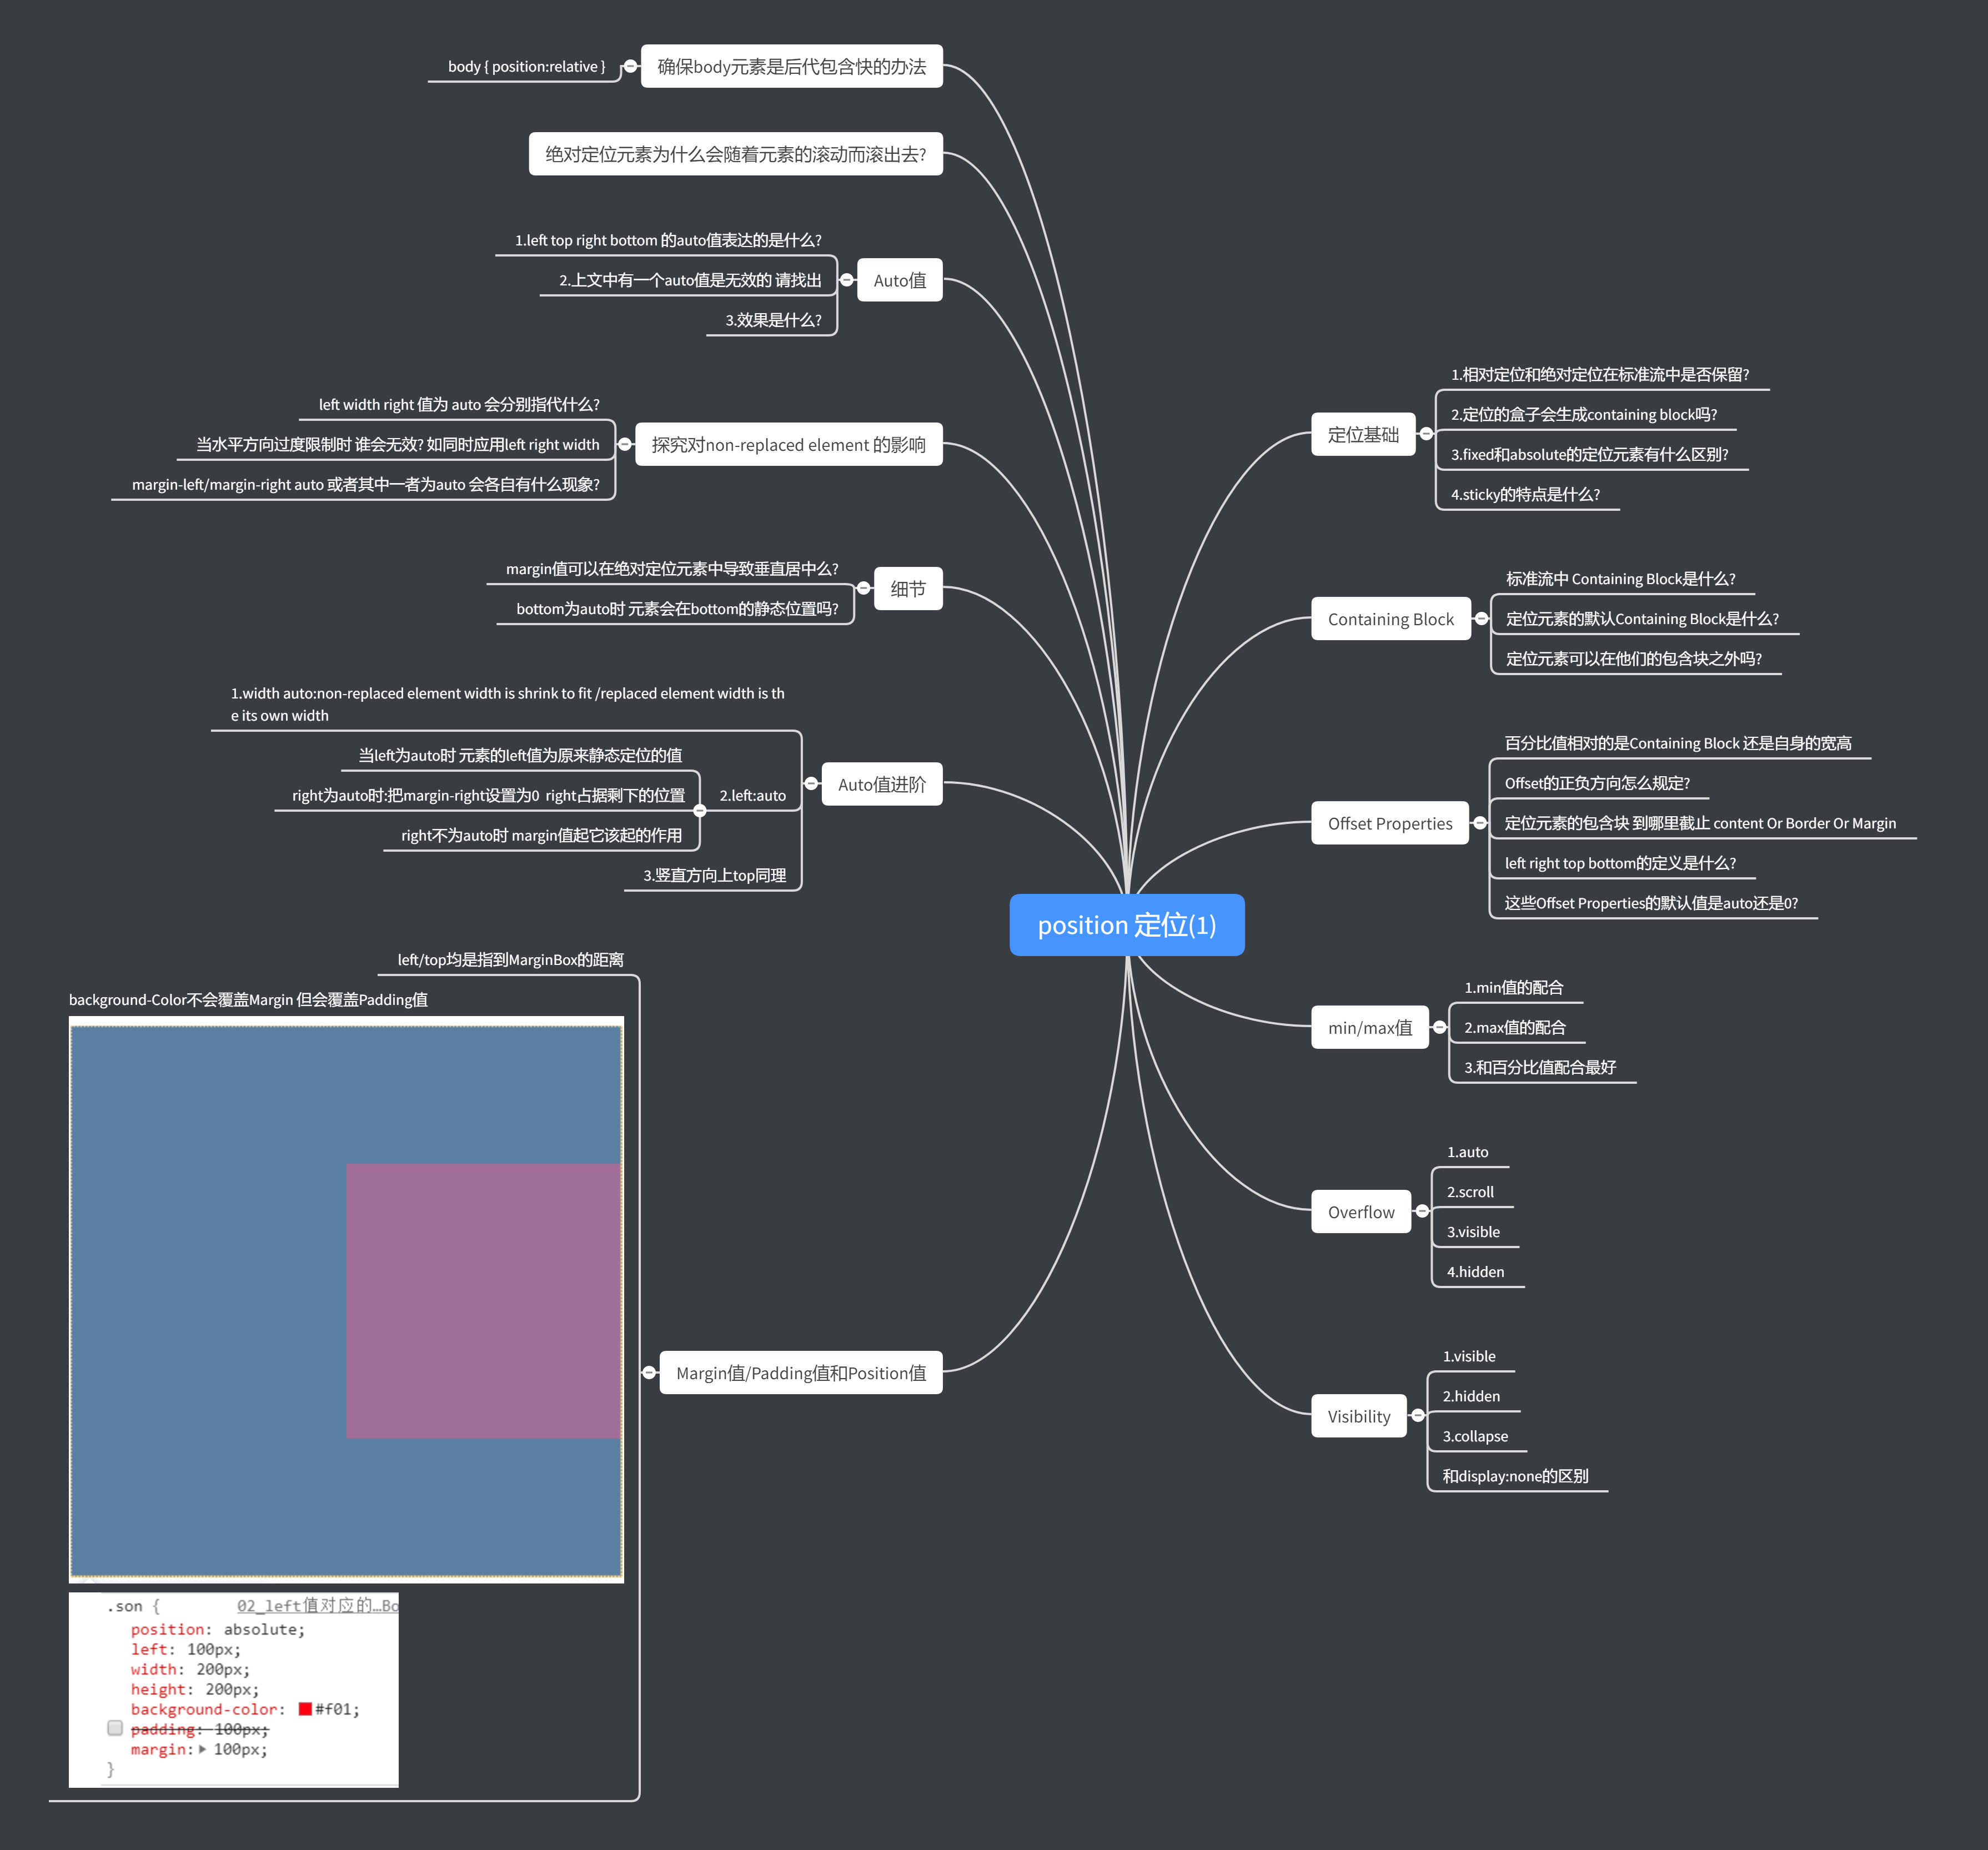 position 定位(1)
定位基础
1.相对定位和绝对定位在标准流中是否保留?
2.定位的盒子会生成containing block吗?
3.fixed和absolute的定位元素有什么区别?
4.sticky的特点是什么?
Containing Block
标准流中 Containing Block是什么?
定位元素的默认Containing Block是什么?
定位元素可以在他们的包含块之外吗?
Offset Properties
百分比值相对的是Containing Block 还是自身的宽高
Offset的正负方向怎么规定?
定位元素的包含块 到哪里截止 content Or Border Or Margin
left right top bottom的定义是什么?
这些Offset Properties的默认值是auto还是0?
min/max值
1.min值的配合
2.max值的配合
3.和百分比值配合最好
Overflow
1.auto
2.scroll
3.visible
4.hidden
Visibility
1.visible
2.hidden
3.collapse
和display:none的区别
确保body元素是后代包含快的办法
body { position:relative }
绝对定位元素为什么会随着元素的滚动而滚出去?
Auto值
1.left top right bottom 的auto值表达的是什么?
2.上文中有一个auto值是无效的 请找出
3.效果是什么?
探究对non-replaced element 的影响
left width right 值为 auto 会分别指代什么?
当水平方向过度限制时 谁会无效? 如同时应用left right width
margin-left/margin-right auto 或者其中一者为auto 会各自有什么现象?
细节
margin值可以在绝对定位元素中导致垂直居中么?
bottom为auto时 元素会在bottom的静态位置吗?
Auto值进阶
1.width auto:non-replaced element width is shrink to fit /replaced element width is th
e its own width
2.left:auto
当left为auto时 元素的left值为原来静态定位的值
right为auto时:把margin-right设置为0 right占据剩下的位置
right不为auto时 margin值起它该起的作用
3.竖直方向上top同理
Margin值/Padding值和Position值
left/top均是指到MarginBox的距离
background-Color不会覆盖Margin 但会覆盖Padding值
.son { 02_left值对应的…Bo
position: absolute;
left: 100px;
width: 200px;
height: 200px;
background-color: #f01;
padding: 100px;
margin: 100px;
}